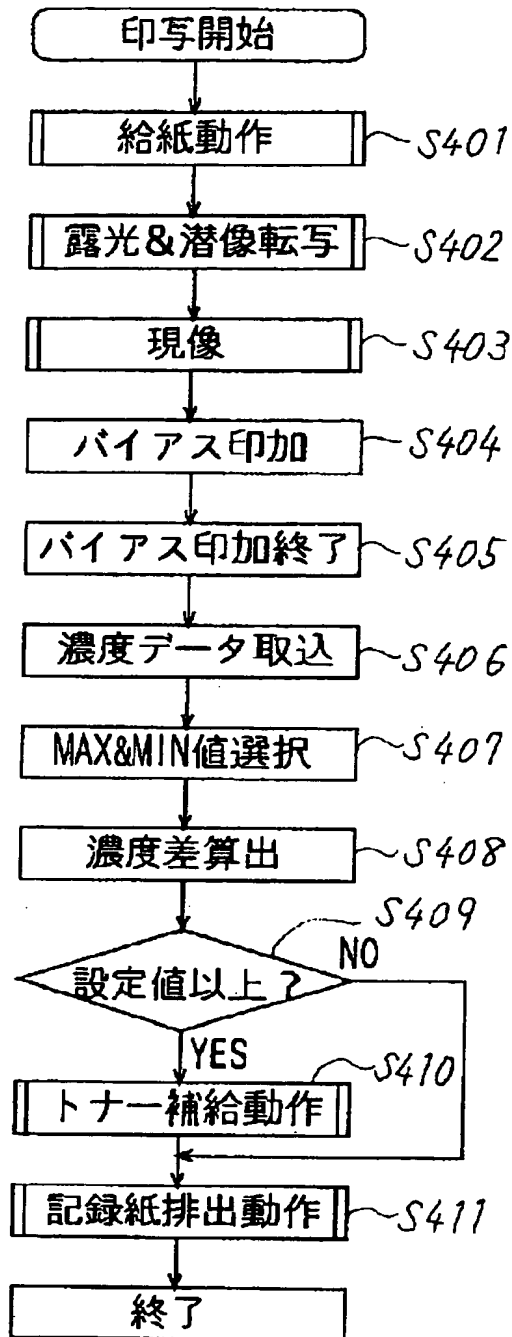 印写開始
給紙動作
S401
露光&潜像転写
S402
現像
S403
バイアス印加
S404
バイアス印加終了
S405
濃度データ取込
S406
MAX&MIN値選択
S407
濃度差算出
S408
S409
設定値以上?
NO
YES
S410
トナー補給動作
記録紙排出動作
S411
終了